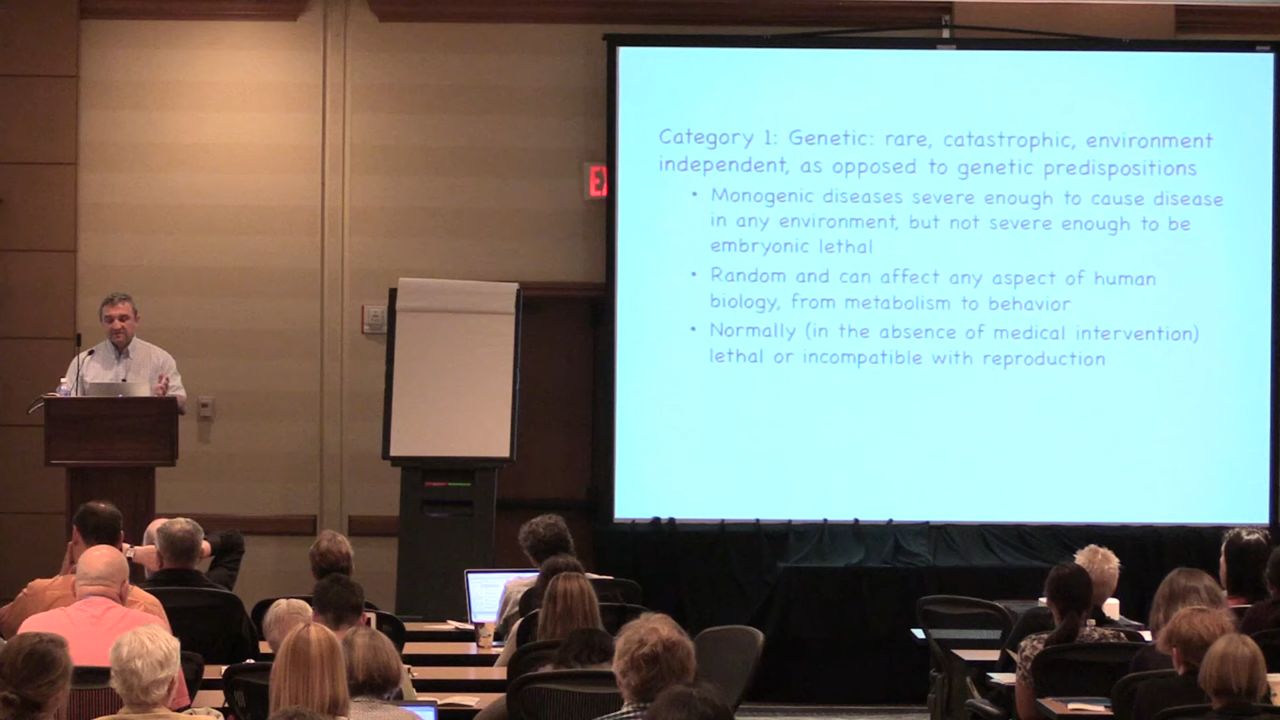 Category 1: Genetic: rare, catastrophic, environment
independent, as opposed to genetic predispositions
• Monogenic diseases severe enough to cause disease
in any environment, but not severe enough to be
embryonic lethal
• Random and can affect any aspect of human
biology, from metabolism to behavior
• Normally (in the absence of medical intervention)
lethal or incompatible with reproduction